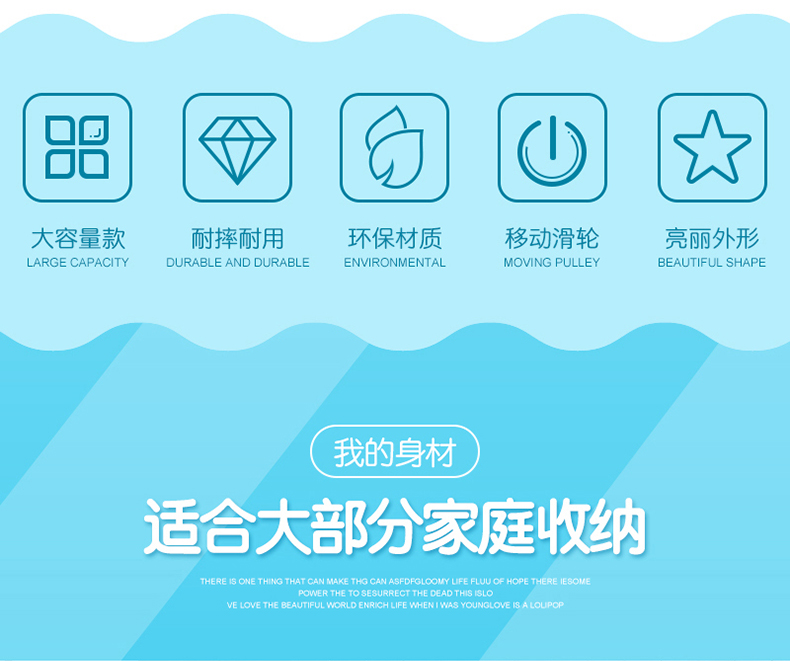 大容量款 耐摔耐用 环保材质 移动滑轮 亮丽外形
LARGE CAPACITY DURABLE AND DURABLE ENVIRONMENTAL MOVING PULLEY BEAUTIFUL SHAPE
我的身材
适合大部分家庭收纳
THERE IS ONE THING THAT CAN MAKE THG CAN ASFDFGLOOMY LIFE FLUU OF HOPE THERE IESOME
POWER THE TO SESURRECT THE DEAD THIS ISLO
VE LOVE THE BEAUTIFUL WORLD ENRICH LIFE WHEN I WAS YOUNGLOVE IS A LOLIPOP